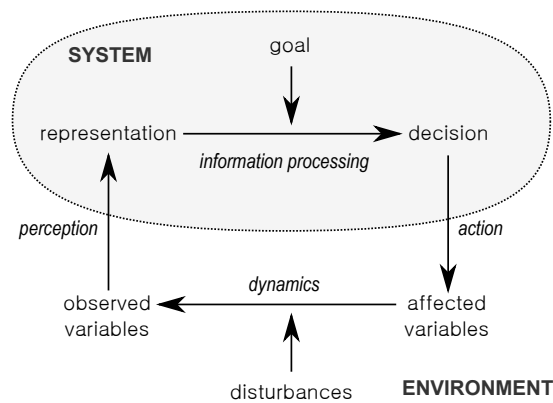 goal
SYSTEM
representation
decision
information processing
perception
action
dynamics
observed
variables
affected
variables
disturbances
ENVIRONMENT